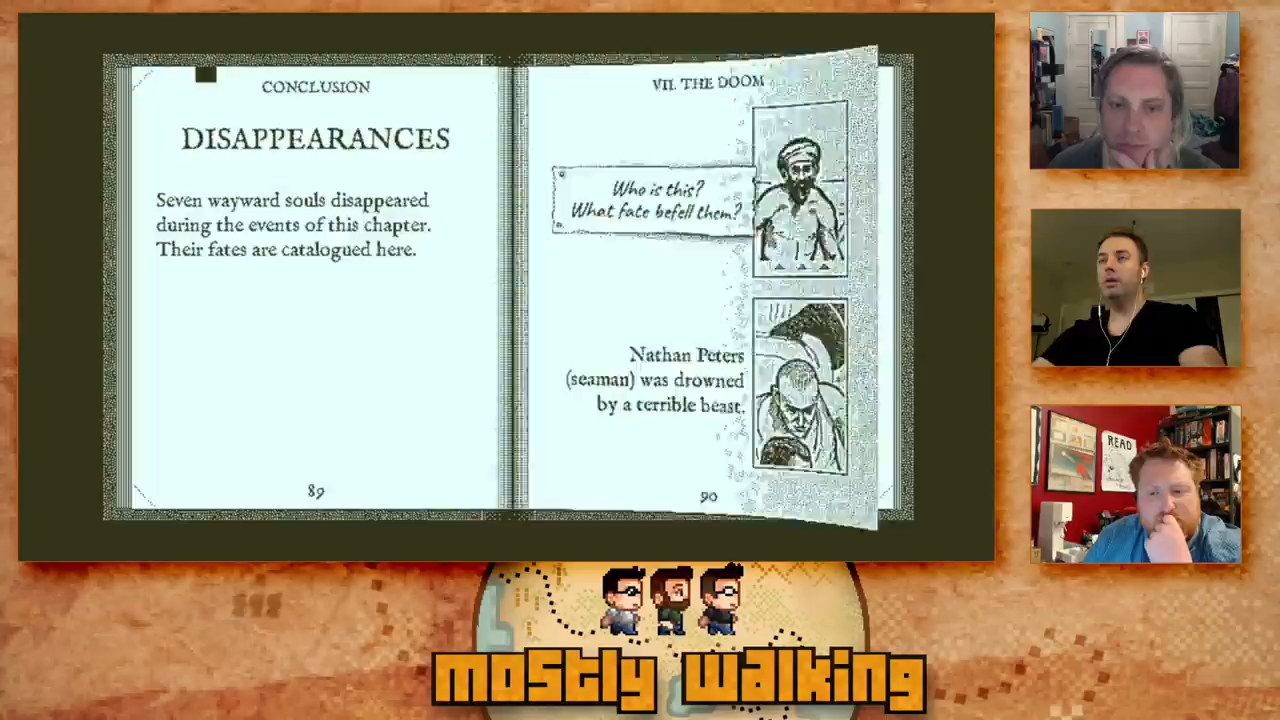 CONCLUSION
DISAPPEARANCES
Seven wayward souls disappeared
during the events of this chapter.
Their fates are catalogued here.
89
VII. THE DOOM
Who is this?
What fate befell them?
Nathan Peters
(seaman) was drowned
by a terrible beast.
90
READ
mostly walking